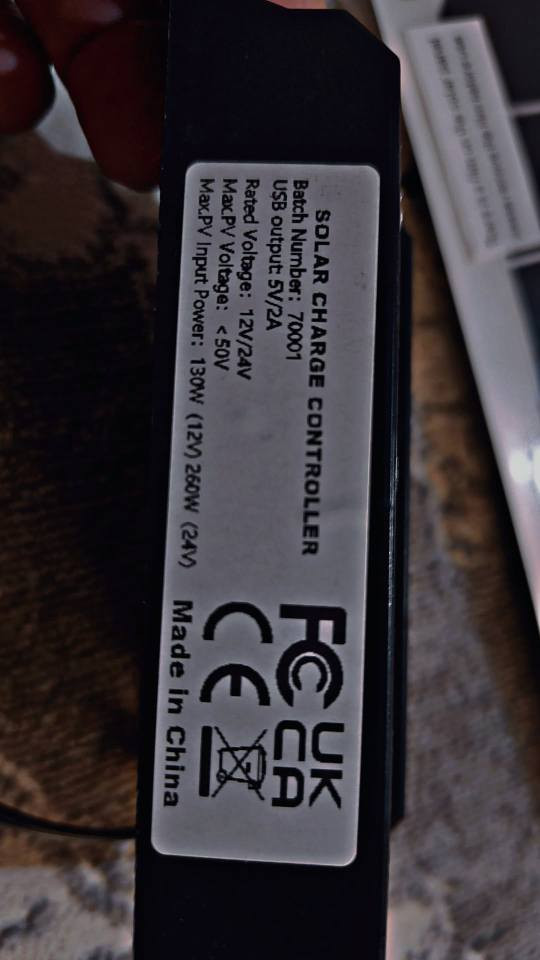 SOLAR CHARGE CONTROLLER
Batch Number: 70001
USB output: 5V/2A
Rated Voltage: 12V/24V
Max.PV Voltage: <50V
Max.PV Input Power: 130W (12V) 260W (24V)
FC
UK
CA
CE
Made in China